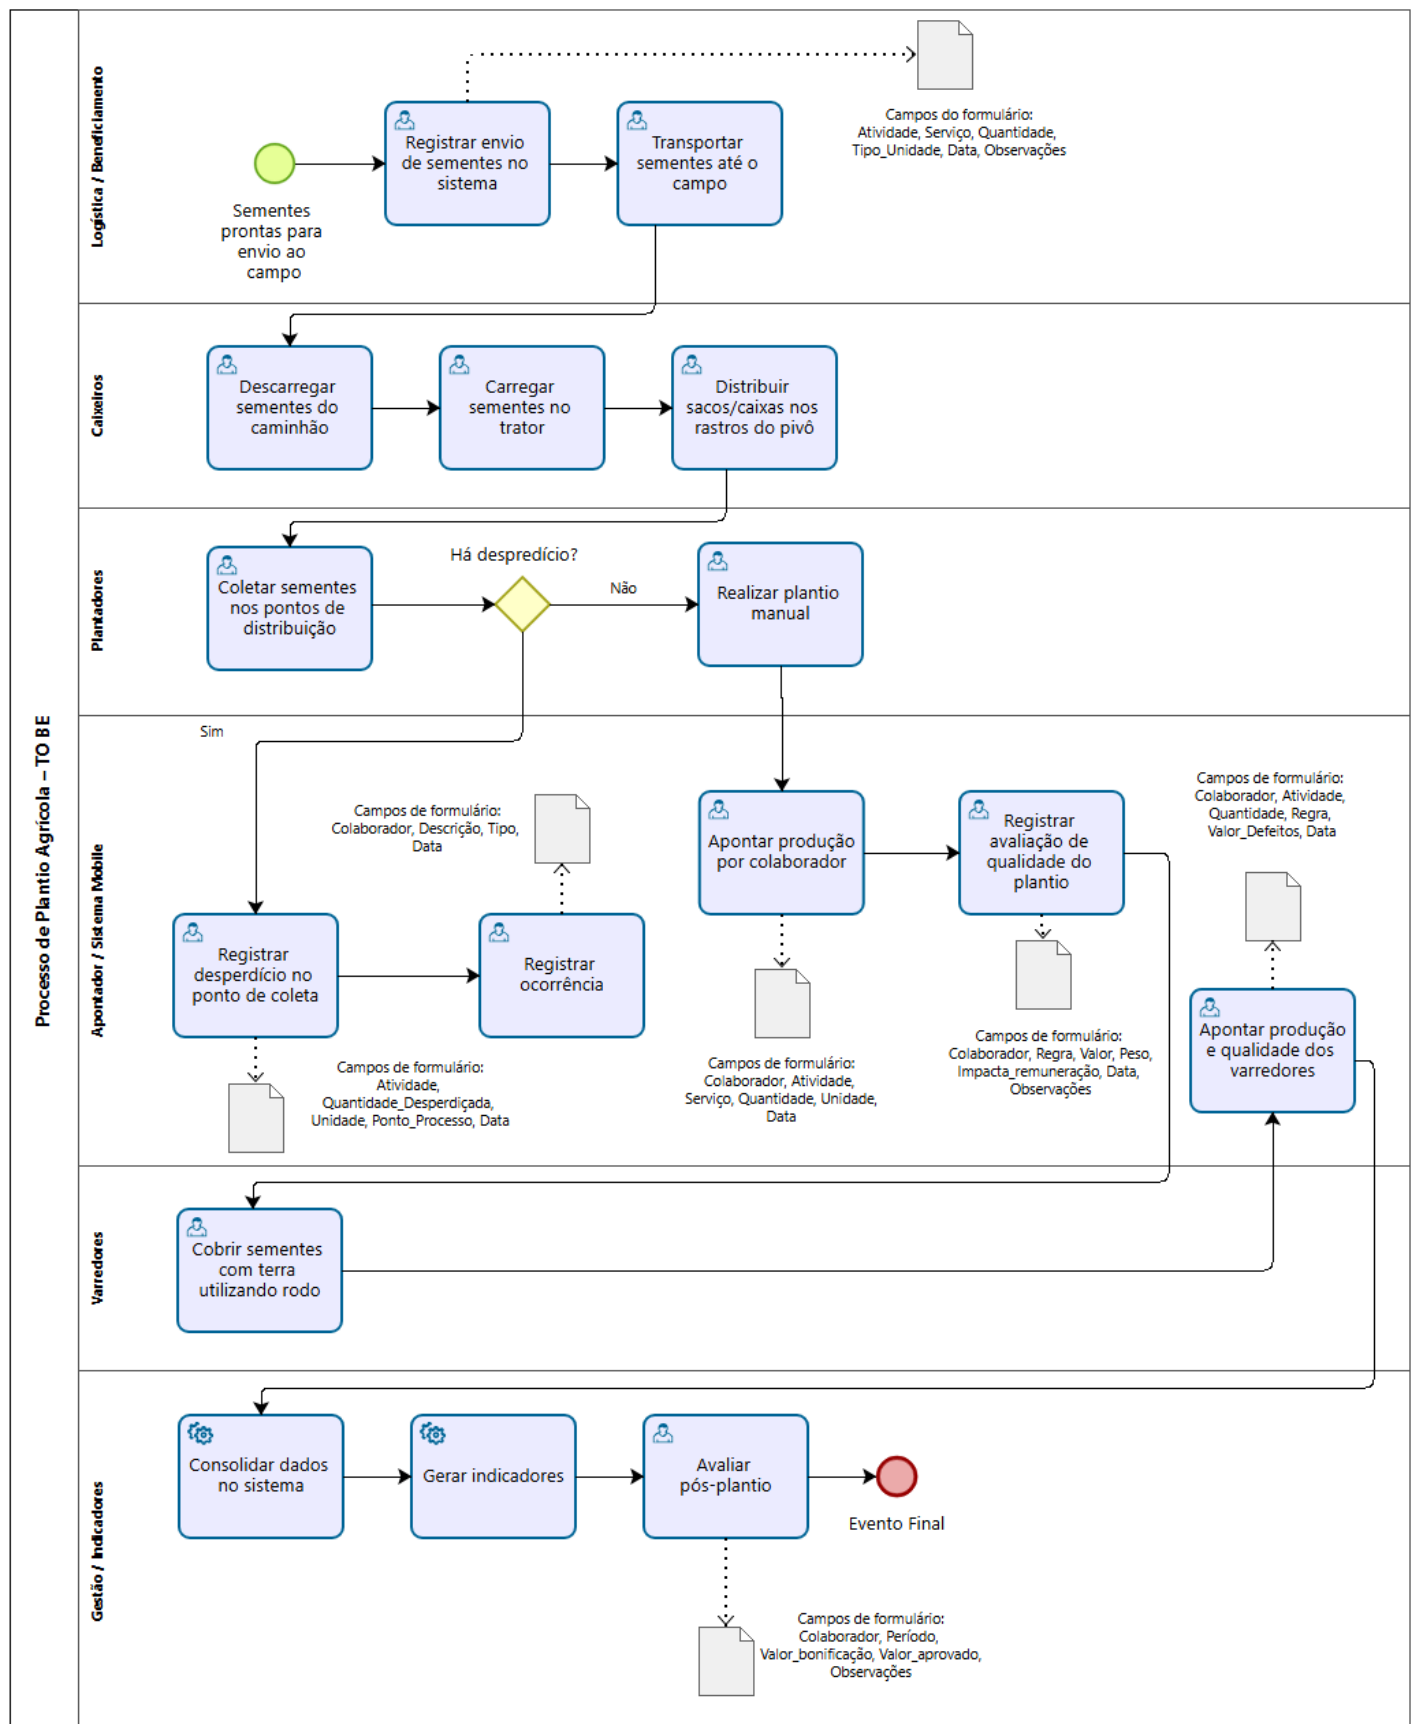 Processo de Plantio Agrícola – TO BE
Logística / Beneficiamento
Sementes
prontas para
envio ao
campo
Registrar envio
de sementes no
sistema
Transportar
sementes até o
campo
Campos do formulário:
Atividade, Serviço, Quantidade,
Tipo_Unidade, Data, Observações
Caixeiros
Descarregar
sementes do
caminhão
Carregar
sementes no
trator
Distribuir
sacos/caixas nos
rastros do pivô
Plantadores
Coletar sementes
nos pontos de
distribuição
Há despredício?
Não
Realizar plantio
manual
Apontador / Sistema Mobile
Sim
Campos de formulário:
Colaborador, Descrição, Tipo,
Data
Registrar
desperdício no
ponto de coleta
Registrar
ocorrência
Campos de formulário:
Atividade,
Quantidade_Desperdiçada,
Unidade, Ponto_Processo, Data
Apontar produção
por colaborador
Registrar
avaliação de
qualidade do
plantio
Campos de formulário:
Colaborador, Atividade,
Serviço, Quantidade, Unidade,
Data
Campos de formulário:
Colaborador, Regra, Valor, Peso,
Impacta_remuneração, Data,
Observações
Campos de formulário:
Colaborador, Atividade,
Quantidade, Regra,
Valor_Defeitos, Data
Apontar produção
e qualidade dos
varredores
Varredores
Cobrir sementes
com terra
utilizando rodo
Gestão / Indicadores
Consolidar dados
no sistema
Gerar indicadores
Avaliar
pós-plantio
Evento Final
Campos de formulário:
Colaborador, Período,
Valor_bonificação, Valor_aprovado,
Observações